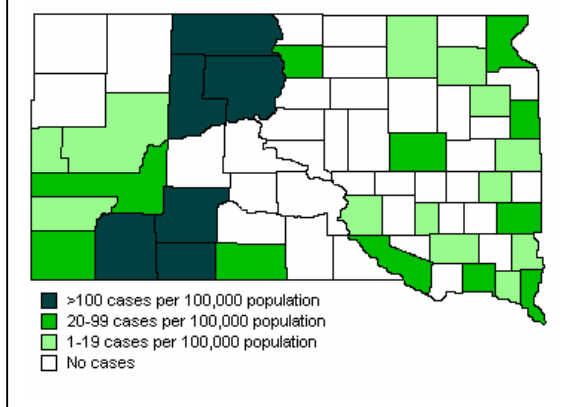 >100 cases per 100,000 population
20-99 cases per 100,000 population
1-19 cases per 100,000 population
No cases